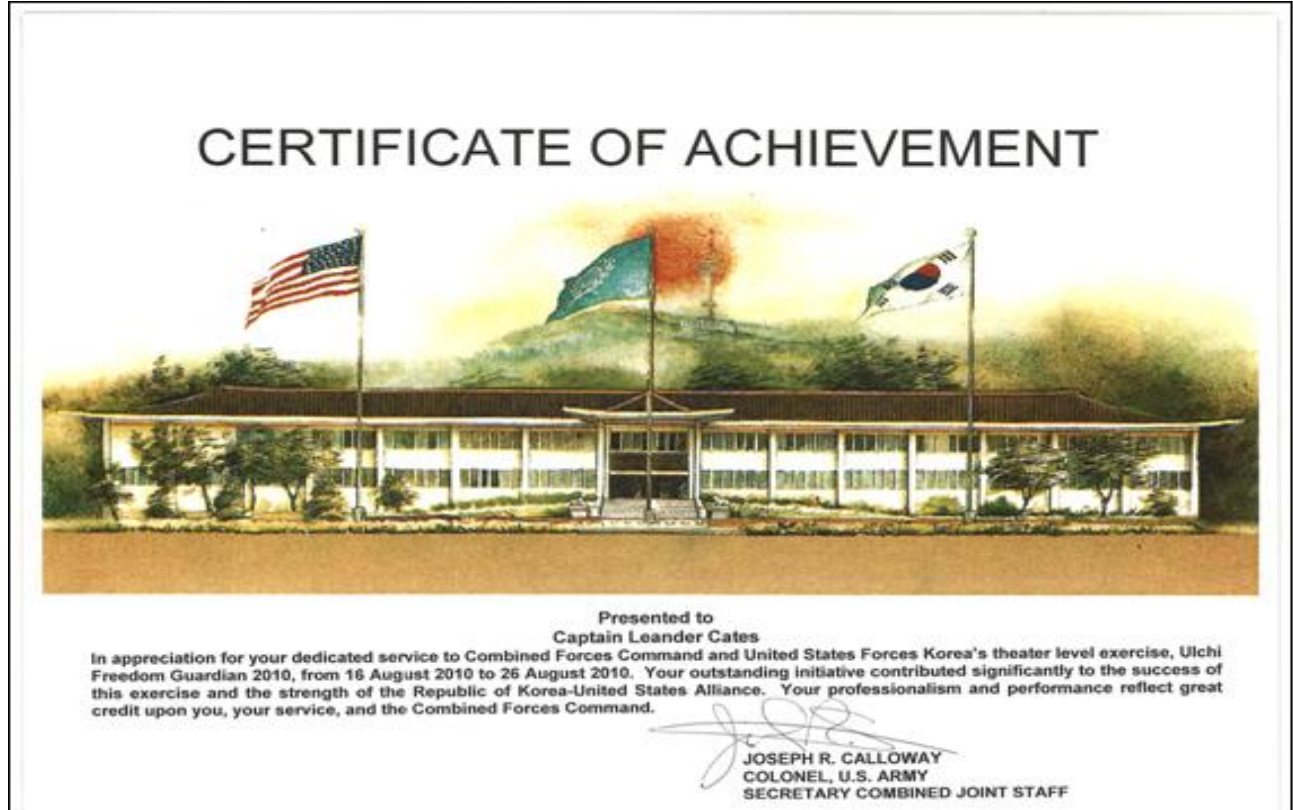 CERTIFICATE OF ACHIEVEMENT
Presented to
Captain Leander Cates
In appreciation for your dedicated service to Combined Forces Command and United States Forces Korea's theater level exercise, Ulchi
Freedom Guardian 2010, from 16 August 2010 to 26 August 2010. Your outstanding initiative contributed significantly to the success of
this exercise and the strength of the Republic of Korea-United States Alliance. Your professionalism and performance reflect great
credit upon you, your service, and the Combined Forces Command.
JOSEPH R. CALLOWAY
COLONEL, U.S. ARMY
SECRETARY COMBINED JOINT STAFF